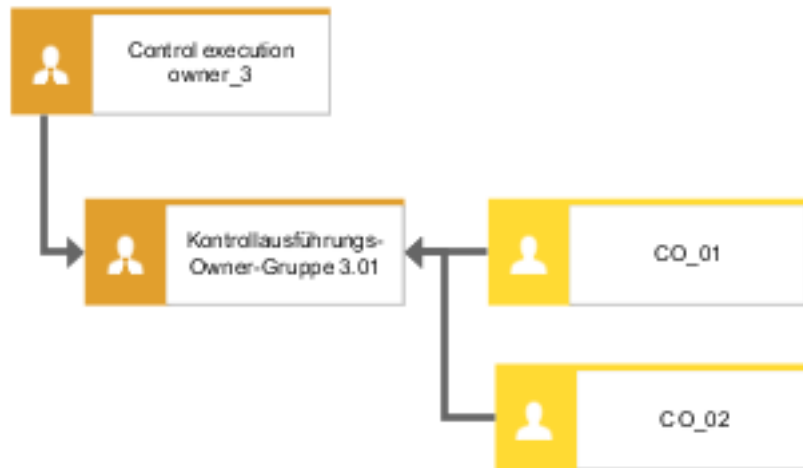 Control execution
owner_3
Kontrollausführungs-
Owner-Gruppe 3.01
CO_01
CO_02